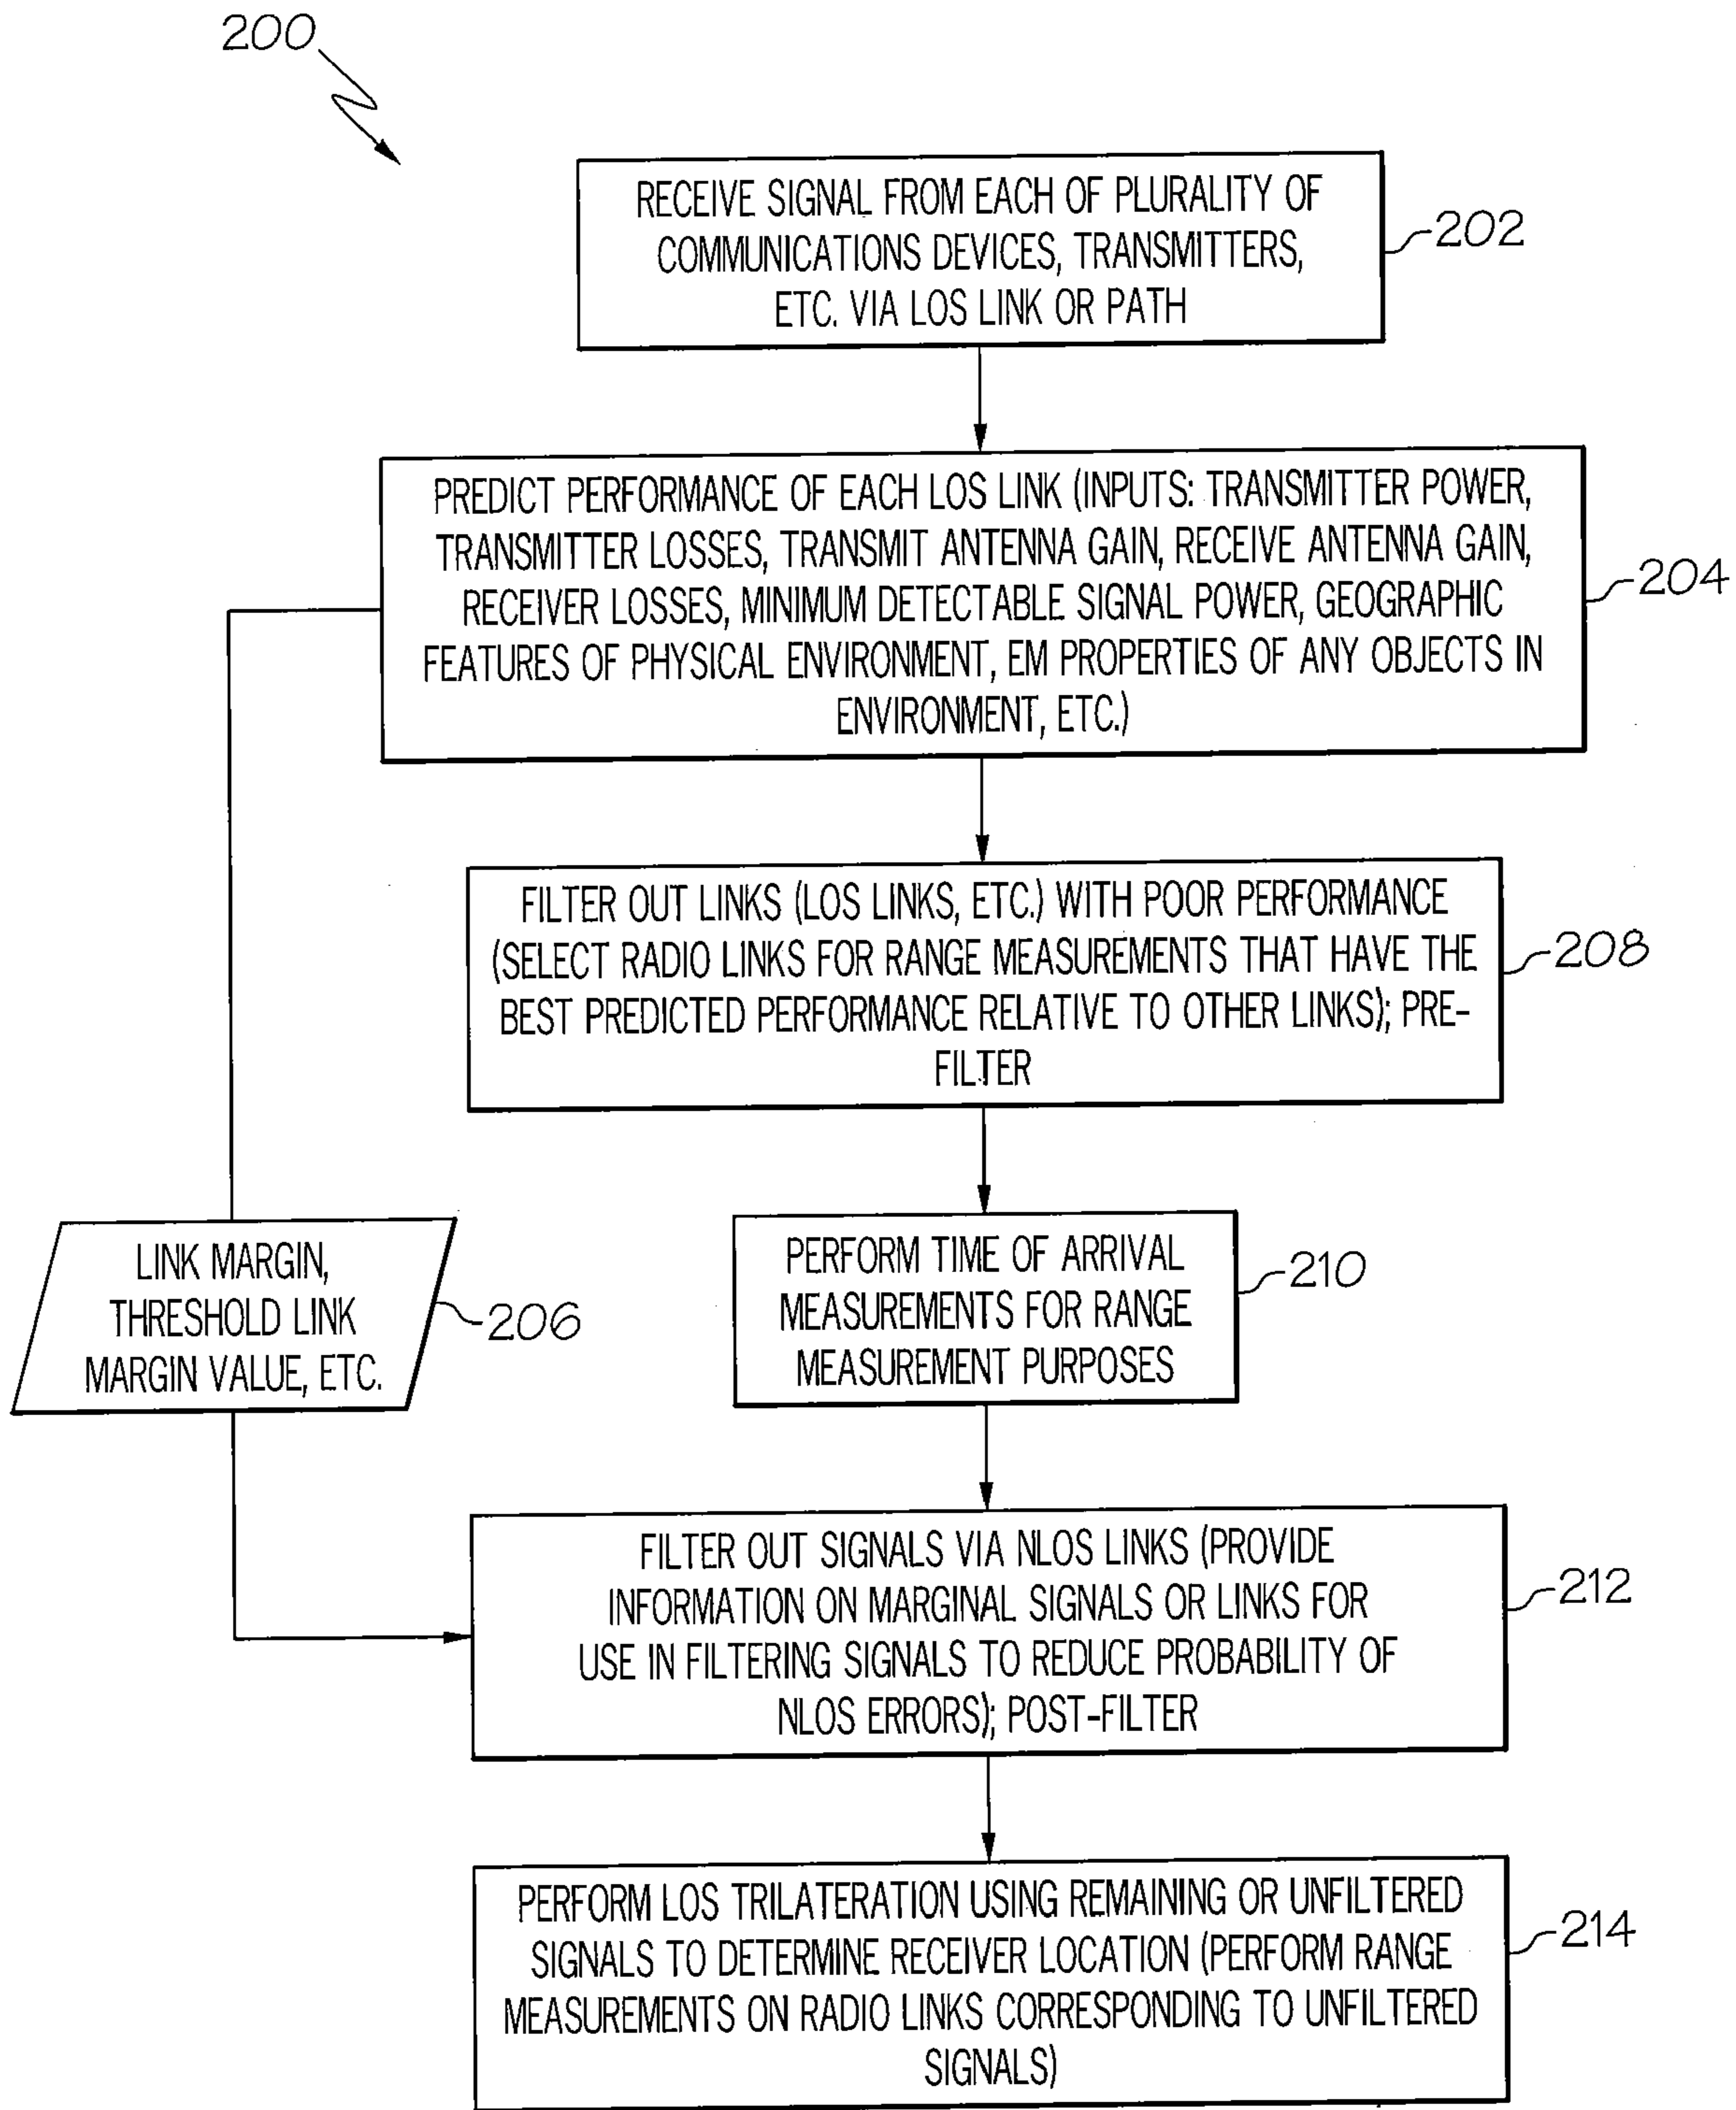 200
RECEIVE SIGNAL FROM EACH OF PLURALITY OF
COMMUNICATIONS DEVICES, TRANSMITTERS,
ETC. VIA LOS LINK OR PATH
202
PREDICT PERFORMANCE OF EACH LOS LINK (INPUTS: TRANSMITTER POWER,
TRANSMITTER LOSSES, TRANSMIT ANTENNA GAIN, RECEIVE ANTENNA GAIN,
RECEIVER LOSSES, MINIMUM DETECTABLE SIGNAL POWER, GEOGRAPHIC
FEATURES OF PHYSICAL ENVIRONMENT, EM PROPERTIES OF ANY OBJECTS IN
ENVIRONMENT, ETC.)
204
FILTER OUT LINKS (LOS LINKS, ETC.) WITH POOR PERFORMANCE
(SELECT RADIO LINKS FOR RANGE MEASUREMENTS THAT HAVE THE
BEST PREDICTED PERFORMANCE RELATIVE TO OTHER LINKS); PRE-
FILTER
208
LINK MARGIN,
THRESHOLD LINK
MARGIN VALUE, ETC.
206
PERFORM TIME OF ARRIVAL
MEASUREMENTS FOR RANGE
MEASUREMENT PURPOSES
210
FILTER OUT SIGNALS VIA NLOS LINKS (PROVIDE
INFORMATION ON MARGINAL SIGNALS OR LINKS FOR
USE IN FILTERING SIGNALS TO REDUCE PROBABILITY OF
NLOS ERRORS); POST-FILTER
212
PERFORM LOS TRILATERATION USING REMAINING OR UNFILTERED
SIGNALS TO DETERMINE RECEIVER LOCATION (PERFORM RANGE
MEASUREMENTS ON RADIO LINKS CORRESPONDING TO UNFILTERED
SIGNALS)
214